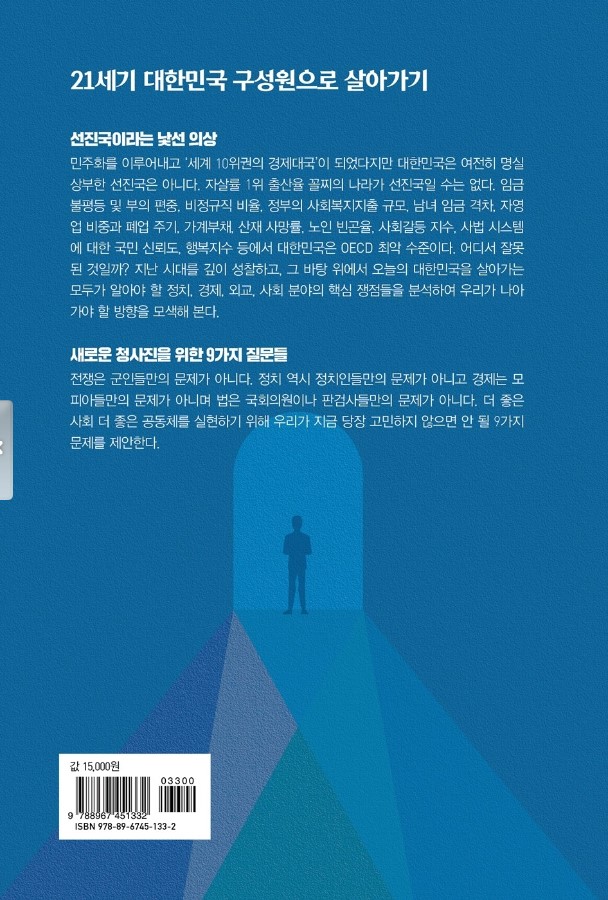 21세기 대한민국 구성원으로 살아가기
선진국이라는 낯선 의상
민주화를 이루어내고 '세계 10위권의 경제대국'이 되었다지만 대한민국은 여전히 명실
상부한 선진국은 아니다. 자살률 1위 출산율 꼴찌의 나라가 선진국일 수는 없다. 임금
불평등 및 부의 편중, 비정규직 비율, 정부의 사회복지지출 규모, 남녀 임금 격차, 자영
업 비중과 폐업 주기, 가계부채, 산재 사망률, 노인 빈곤율, 사회갈등 지수, 사법 시스템
에 대한 국민 신뢰도, 행복지수 등에서 대한민국은 OECD 최악 수준이다. 어디서 잘못
된 것일까? 지난 시대를 깊이 성찰하고, 그 바탕 위에서 오늘의 대한민국을 살아가는
모두가 알아야 할 정치, 경제, 외교, 사회 분야의 핵심 쟁점들을 분석하여 우리가 나아
가야 할 방향을 모색해 본다.
새로운 청사진을 위한 9가지 질문들
전쟁은 군인들만의 문제가 아니다. 정치 역시 정치인들만의 문제가 아니고 경제는 모
피아들만의 문제가 아니며 법은 국회의원이나 판검사들만의 문제가 아니다. 더 좋은
사회 더 좋은 공동체를 실현하기 위해 우리가 지금 당장 고민하지 않으면 안 될 9가지
문제를 제안한다.
값 15,000원
03300
9 788967 451332
ISBN 978-89-6745-133-2